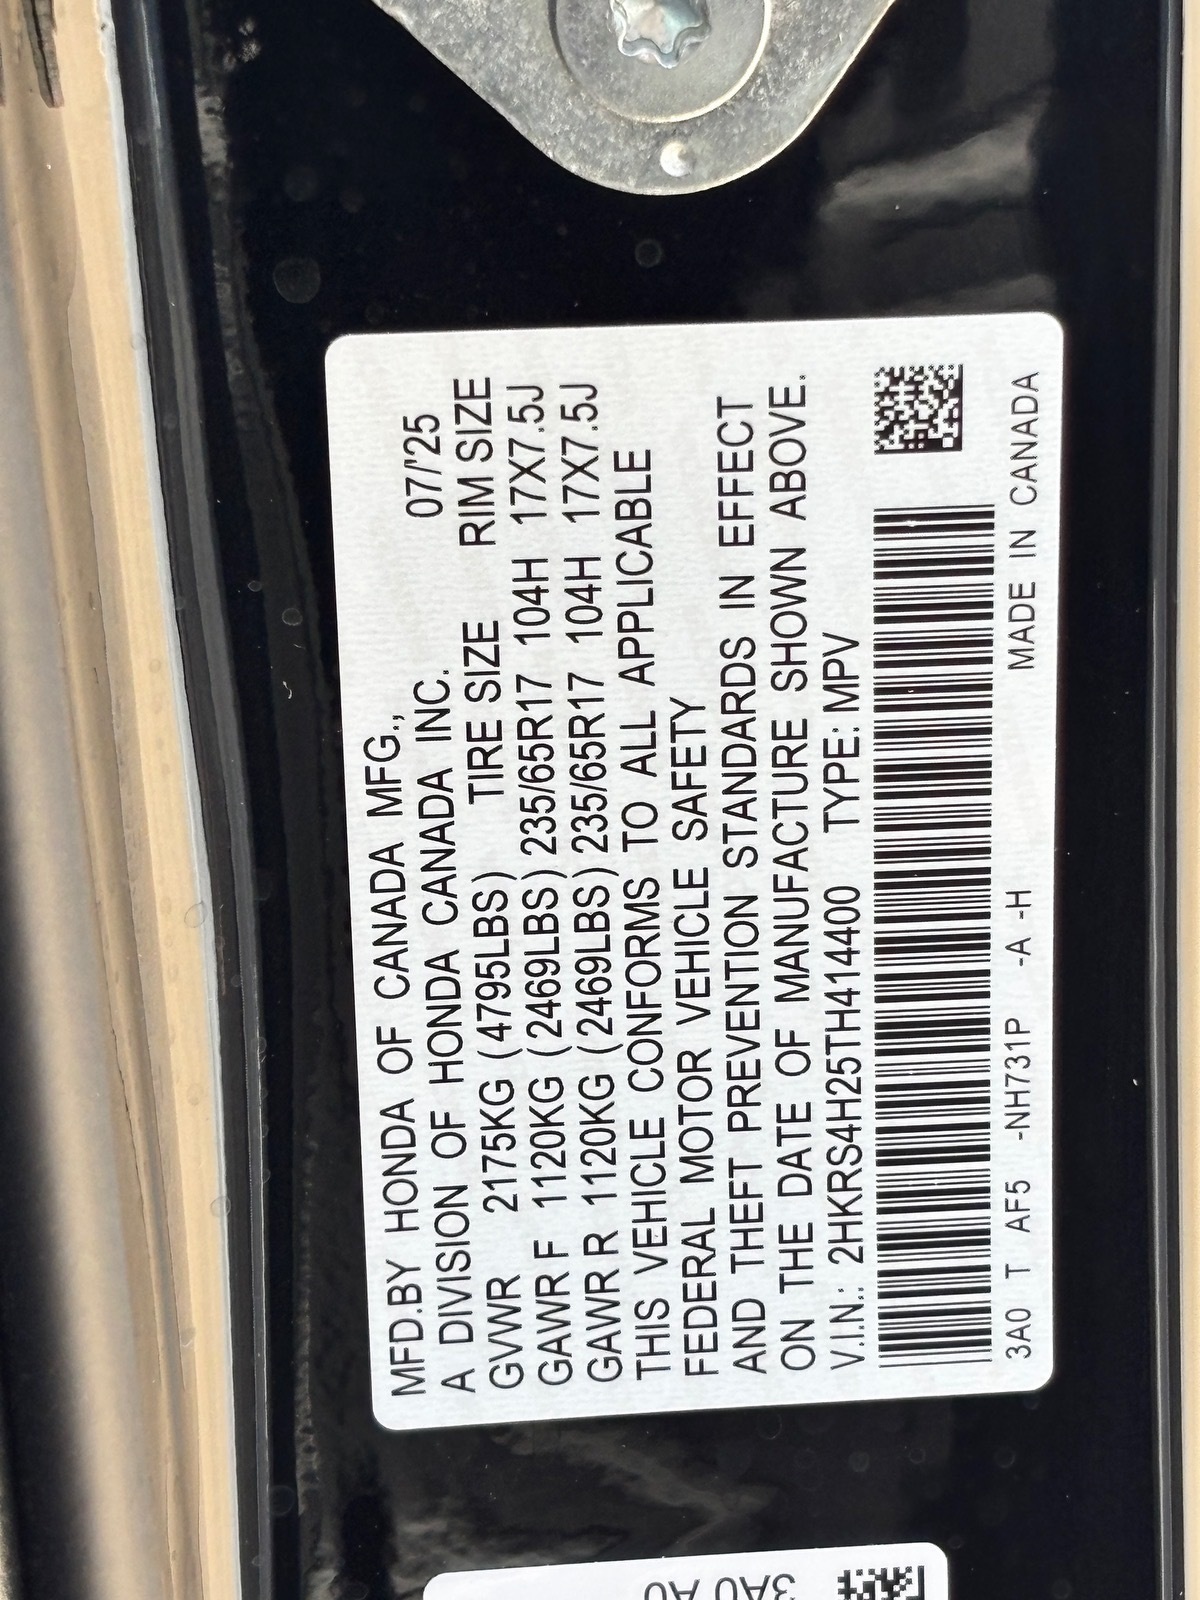 MFD.BY HONDA OF CANADA MFG.,
A DIVISION OF HONDA CANADA INC. 07/'25
GVWR 2175KG (4795LBS) TIRE SIZE RIM SIZE
GAWR F 1120KG (2469LBS) 235/65R17 104H 17X7.5J
GAWR R 1120KG (2469LBS) 235/65R17 104H 17X7.5J
THIS VEHICLE CONFORMS TO ALL APPLICABLE
FEDERAL MOTOR VEHICLE SAFETY
AND THEFT PREVENTION STANDARDS IN EFFECT
ON THE DATE OF MANUFACTURE SHOWN ABOVE.
V.I.N.: 2HKRS4H25TH414400 TYPE: MPV
3A0 T AF5 -NH731P -A -H MADE IN CANADA
3A0 A0